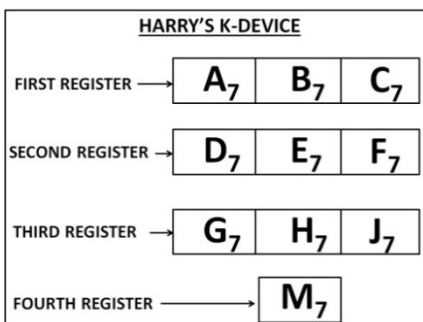 HARRY'S K-DEVICE
FIRST REGISTER A₇ B₇ C₇
SECOND REGISTER D₇ E₇ F₇
THIRD REGISTER G₇ H₇ J₇
FOURTH REGISTER M₇